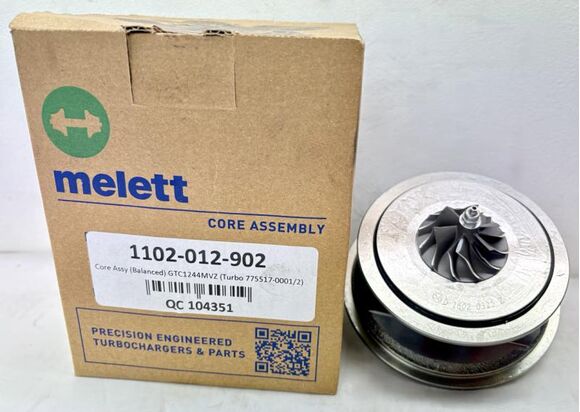 melett
CORE ASSEMBLY
1102-012-902
Core Assy (Balanced) GTC1244MVZ (Turbo 775517-0001/2)
QC 104351
PRECISION ENGINEERED
TURBOCHARGERS & PARTS